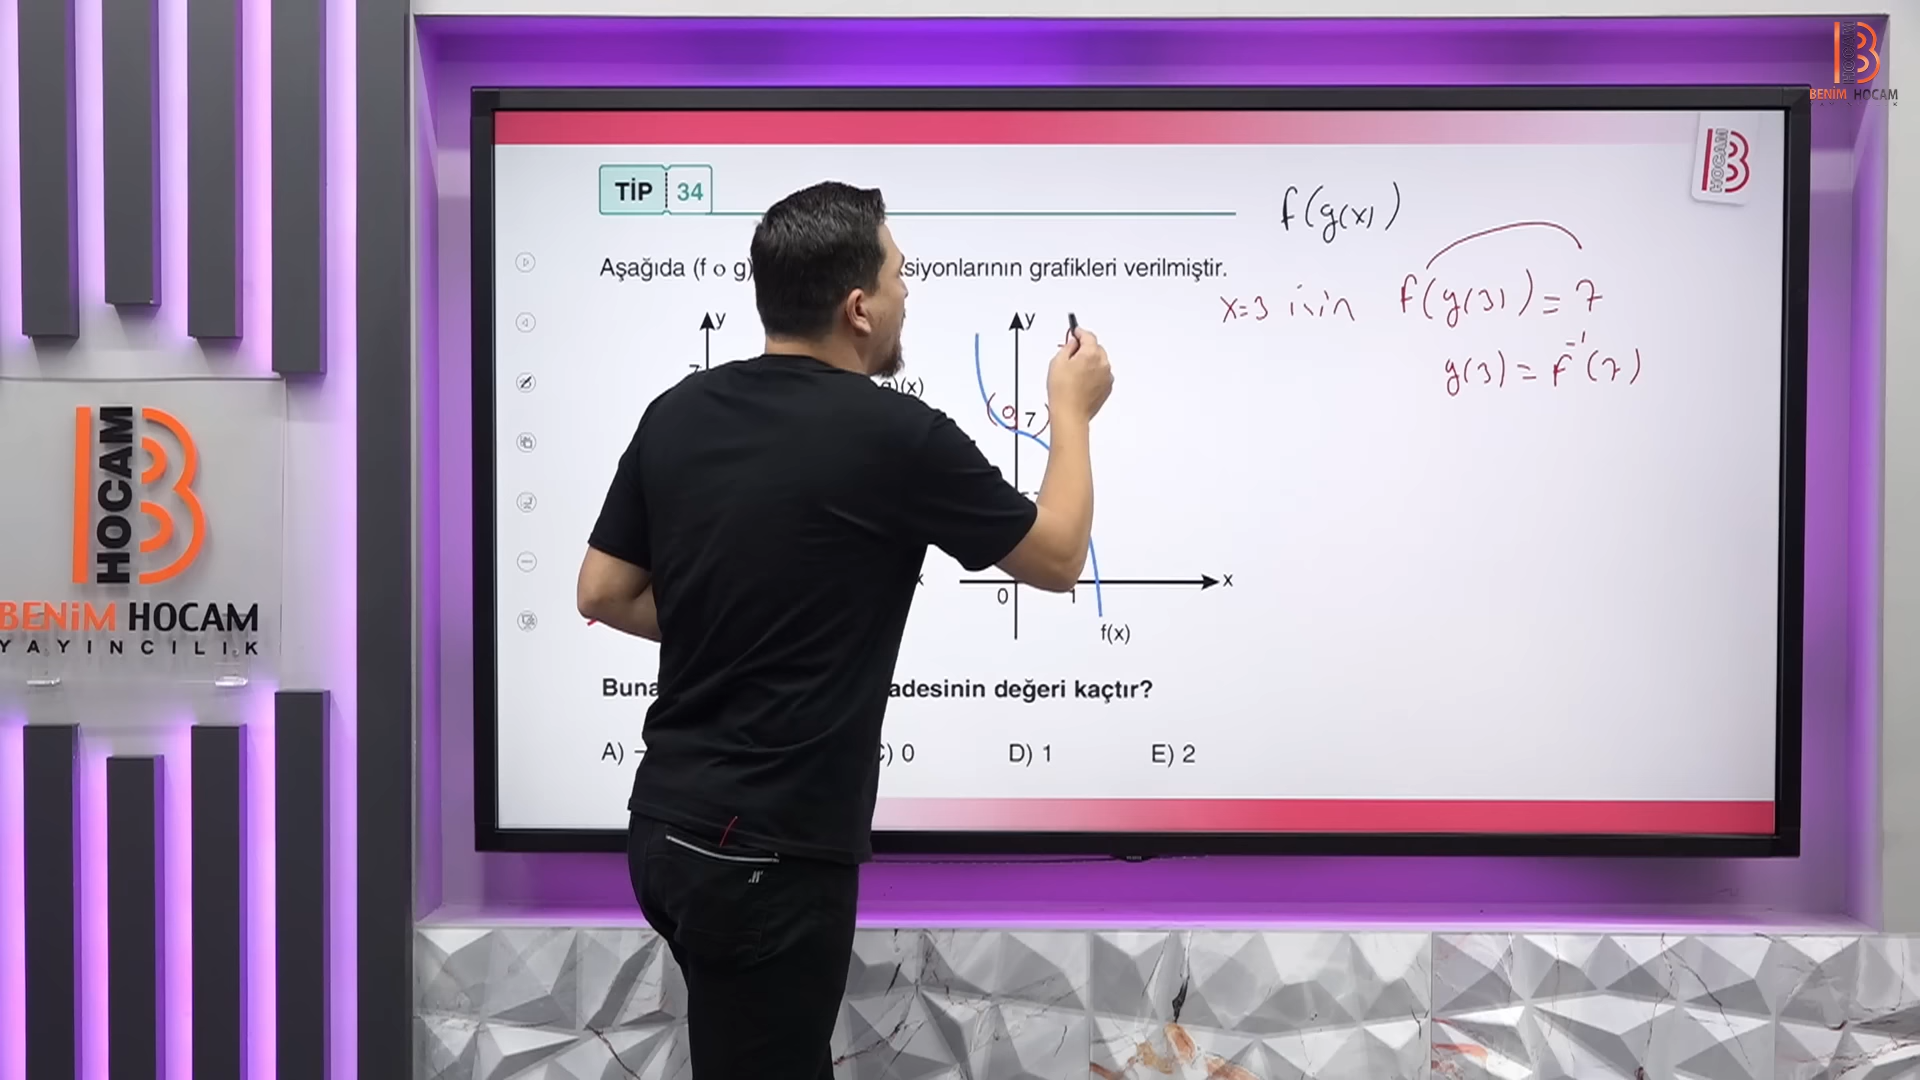 BENİM HOCAM
HOCAM
TİP 34
f(g(x))
Aşağıda (f o g) siyonlarının grafikleri verilmiştir.
x=3 için f(g(3)) = 7
g(3) = f⁻¹(7)
y
7
(x)
y
(0, 7)
x
0
1
x
f(x)
adesinin değeri kaçtır?
A) C) 0 D) 1 E) 2
HOCAM
BENİM HOCAM
YAYINCILIK